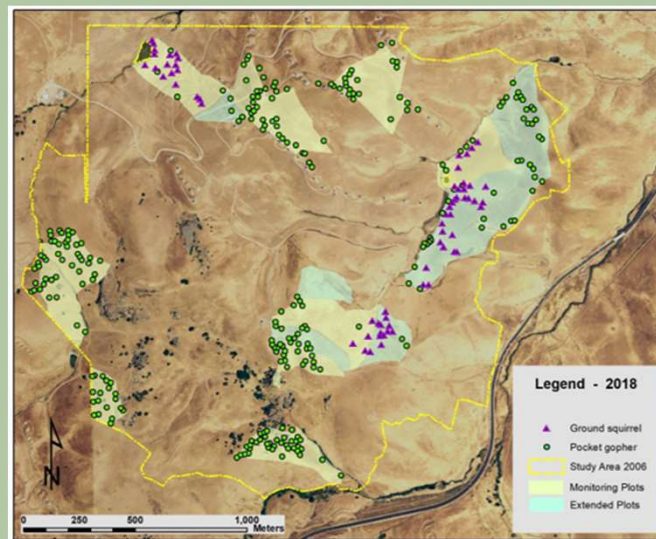 Legend - 2018
Ground squirrel
Pocket gopher
Study Area 2006
Monitoring Plots
Extended Plots
N
0 250 500 1,000
Meters